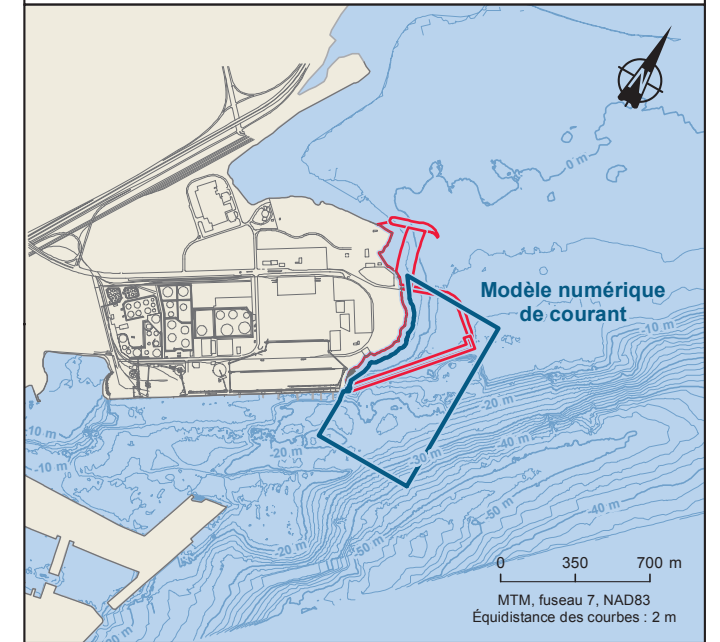 0 m
Modèle numérique
de courant
-10 m
-20 m
-40 m
-10 m
-10 m
-20 m
-30 m
-50 m
-20 m
-50 m
0 350 700 m
MTM, fuseau 7, NAD83
Équidistance des courbes : 2 m